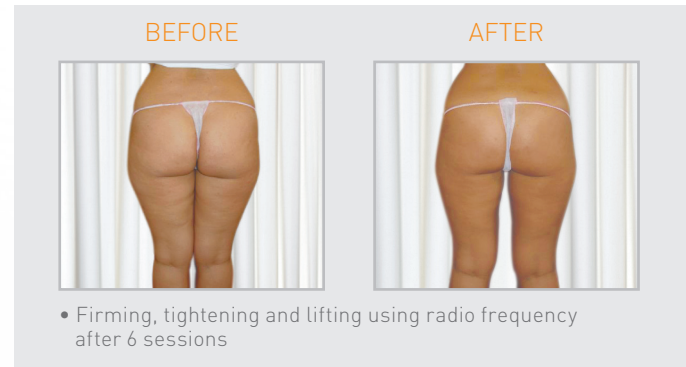 BEFORE
AFTER
• Firming, tightening and lifting using radio frequency
after 6 sessions